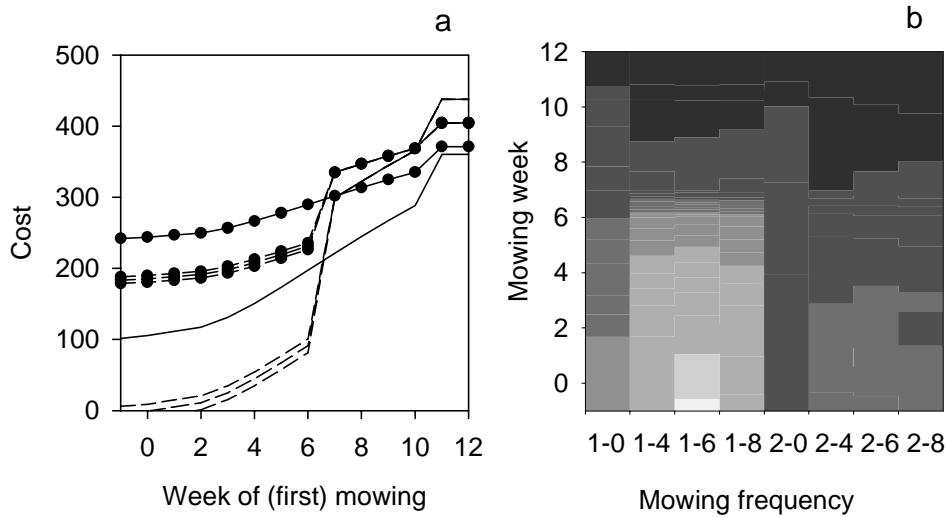 a
500
400
300
200
100
0
Cost
0 2 4 6 8 10 12
Week of (first) mowing
b
12
10
8
6
4
2
0
Mowing week
1-0 1-4 1-6 1-8 2-0 2-4 2-6 2-8
Mowing frequency